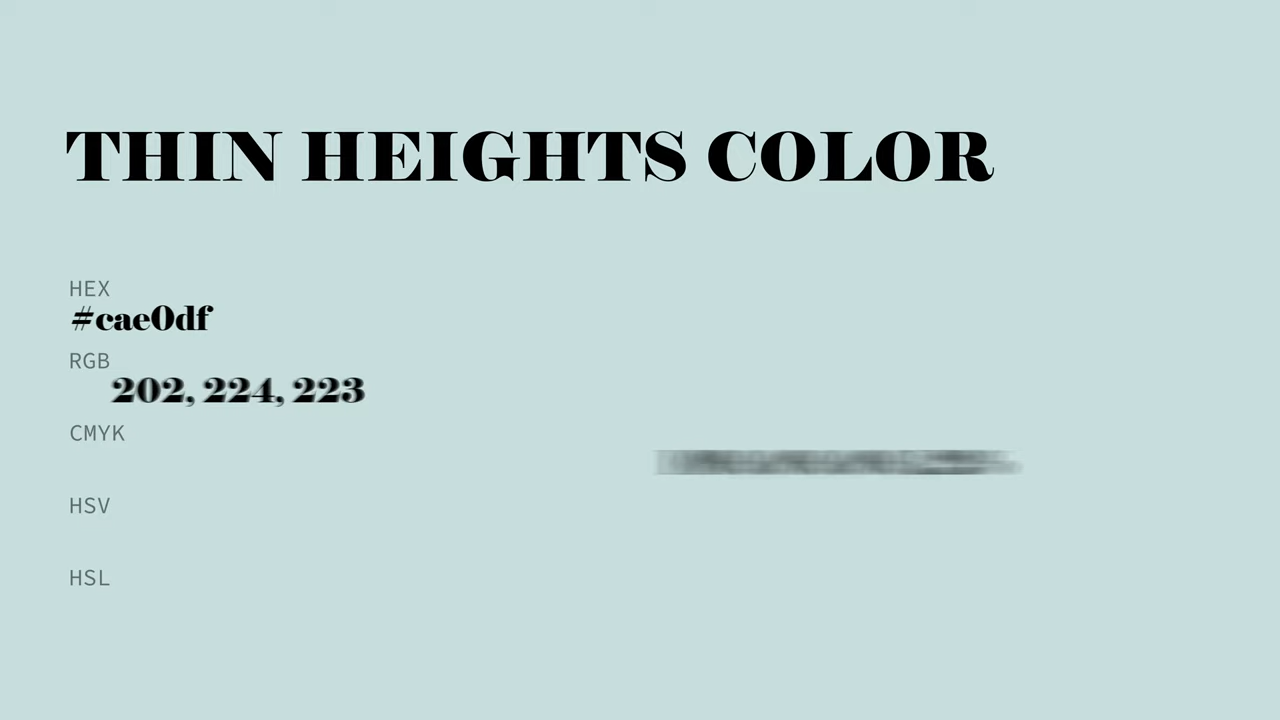 THIN HEIGHTS COLOR
HEX
#cae0df
RGB
202, 224, 223
CMYK
HSV
HSL